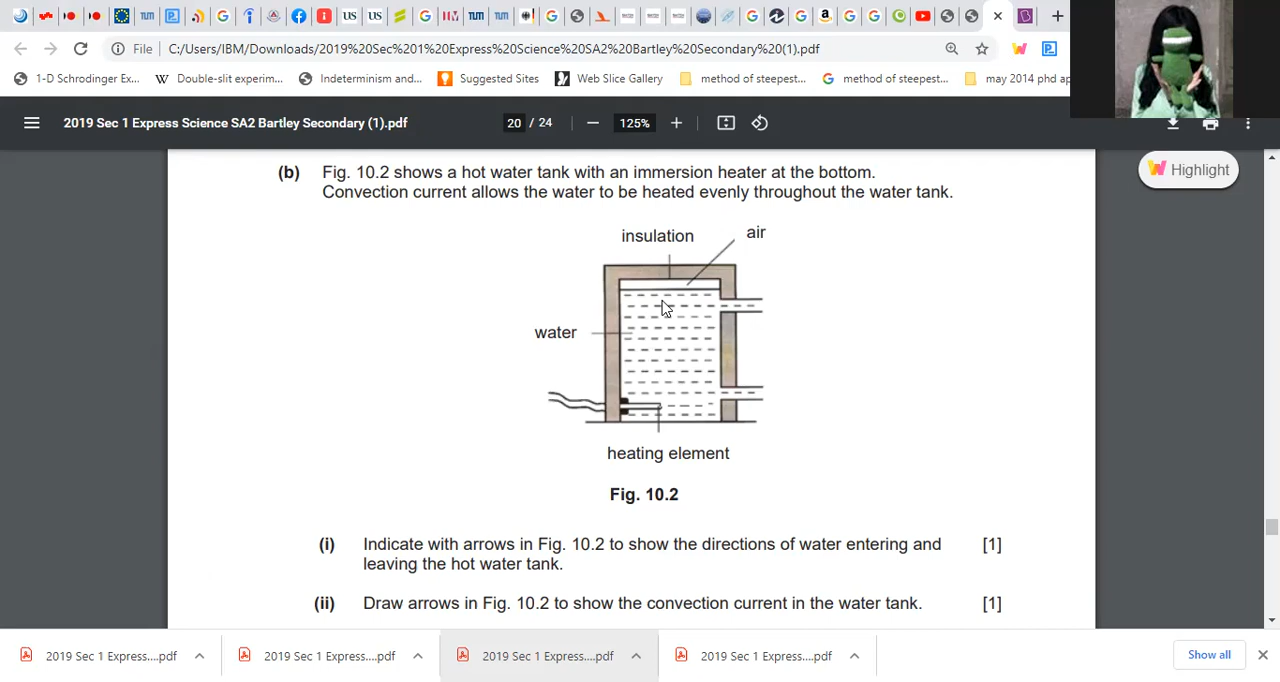 File
C:/Users/IBM/Downloads/2019%20Sec%201%20Express%20Science%20SA2%20Bartley%20Secondary%20(1).pdf
1-D Schrodinger Ex...
Double-slit experim...
Indeterminism and...
Suggested Sites
Web Slice Gallery
method of steepest...
method of steepest...
may 2014 phd ap
2019 Sec 1 Express Science SA2 Bartley Secondary (1).pdf
20 / 24
125%
Highlight
(b) Fig. 10.2 shows a hot water tank with an immersion heater at the bottom.
Convection current allows the water to be heated evenly throughout the water tank.
insulation
air
water
heating element
Fig. 10.2
(i) Indicate with arrows in Fig. 10.2 to show the directions of water entering and [1]
leaving the hot water tank.
(ii) Draw arrows in Fig. 10.2 to show the convection current in the water tank. [1]
2019 Sec 1 Express....pdf
2019 Sec 1 Express....pdf
2019 Sec 1 Express....pdf
2019 Sec 1 Express....pdf
Show all